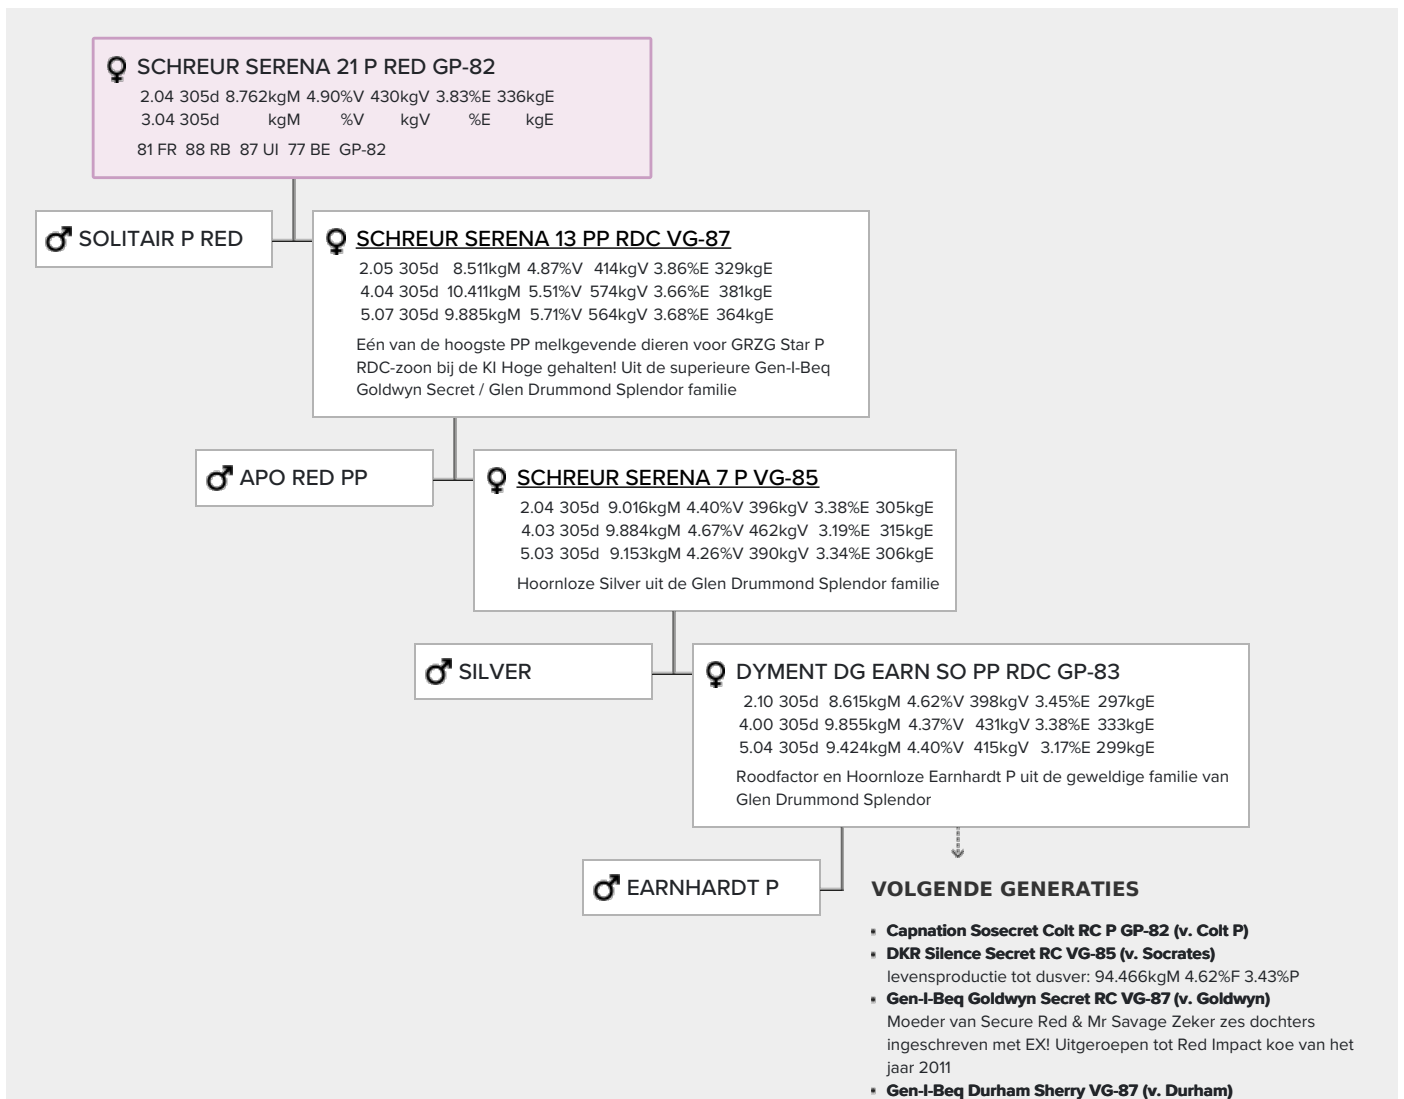 SCHREUR SERENA 21 P RED GP-82
2.04 305d 8.762kgM 4.90%V 430kgV 3.83%E 336kgE
3.04 305d kgM %V kgV %E kgE
81 FR 88 RB 87 UI 77 BE GP-82
SOLITAIR P RED
SCHREUR SERENA 13 PP RDC VG-87
2.05 305d 8.511kgM 4.87%V 414kgV 3.86%E 329kgE
4.04 305d 10.411kgM 5.51%V 574kgV 3.66%E 381kgE
5.07 305d 9.885kgM 5.71%V 564kgV 3.68%E 364kgE
Eén van de hoogste PP melkgevende dieren voor GRZG Star P
RDC-zoon bij de KI Hoge gehalten! Uit de superieure Gen-I-Beq
Goldwyn Secret / Glen Drummond Splendor familie
APO RED PP
SCHREUR SERENA 7 P VG-85
2.04 305d 9.016kgM 4.40%V 396kgV 3.38%E 305kgE
4.03 305d 9.884kgM 4.67%V 462kgV 3.19%E 315kgE
5.03 305d 9.153kgM 4.26%V 390kgV 3.34%E 306kgE
Hoornloze Silver uit de Glen Drummond Splendor familie
SILVER
DYMENT DG EARN SO PP RDC GP-83
2.10 305d 8.615kgM 4.62%V 398kgV 3.45%E 297kgE
4.00 305d 9.855kgM 4.37%V 431kgV 3.38%E 333kgE
5.04 305d 9.424kgM 4.40%V 415kgV 3.17%E 299kgE
Roodfactor en Hoornloze Earnhardt P uit de geweldige familie van
Glen Drummond Splendor
EARNHARDT P
VOLGENDE GENERATIES
▪ Capnation Sosecret Colt RC P GP-82 (v. Colt P)
▪ DKR Silence Secret RC VG-85 (v. Socrates)
levensproductie tot dusver: 94.466kgM 4.62%F 3.43%P
▪ Gen-I-Beq Goldwyn Secret RC VG-87 (v. Goldwyn)
Moeder van Secure Red & Mr Savage Zeker zes dochters
ingeschreven met EX! Uitgeroepen tot Red Impact koe van het
jaar 2011
▪ Gen-I-Beq Durham Sherry VG-87 (v. Durham)